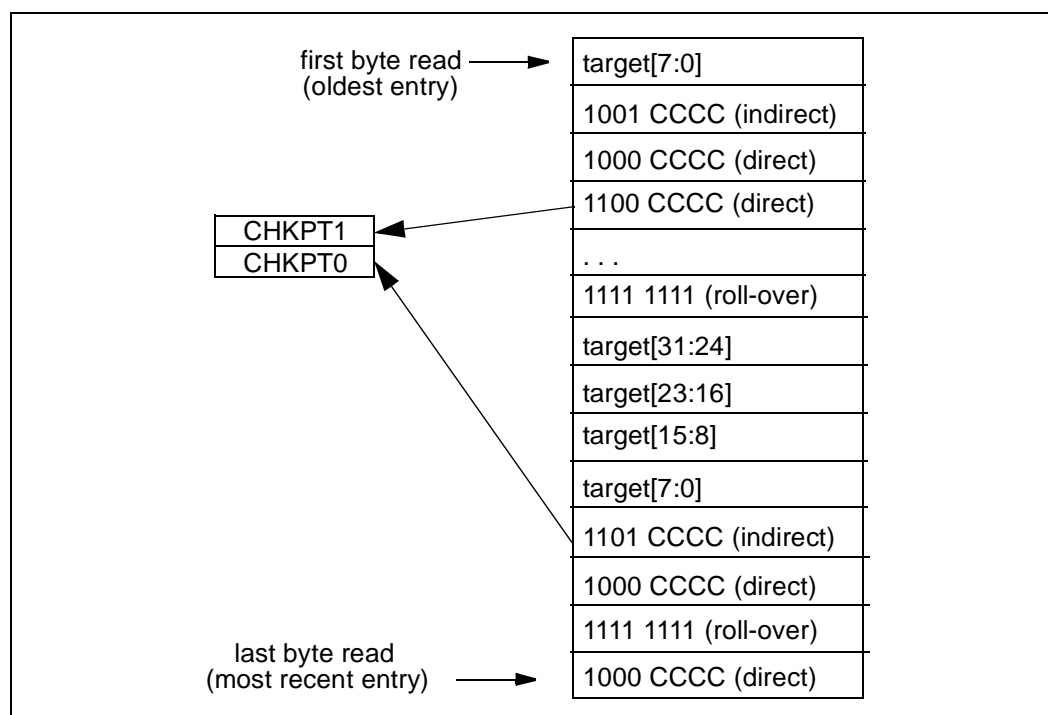 first byte read
(oldest entry)
target[7:0]
1001 CCCC (indirect)
1000 CCCC (direct)
1100 CCCC (direct)
CHKPT1
CHKPT0
. . .
1111 1111 (roll-over)
target[31:24]
target[23:16]
target[15:8]
target[7:0]
1101 CCCC (indirect)
1000 CCCC (direct)
1111 1111 (roll-over)
last byte read
(most recent entry)
1000 CCCC (direct)